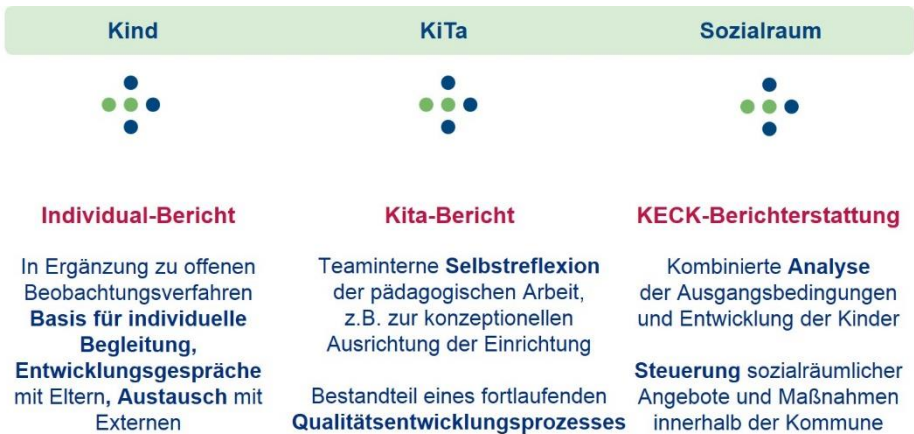 Kind
KiTa
Sozialraum
Individual-Bericht
In Ergänzung zu offenen
Beobachtungsverfahren
Basis für individuelle
Begleitung,
Entwicklungsgespräche
mit Eltern, Austausch mit
Externen
Kita-Bericht
Teaminterne Selbstreflexion
der pädagogischen Arbeit,
z.B. zur konzeptionellen
Ausrichtung der Einrichtung
Bestandteil eines fortlaufenden
Qualitätsentwicklungsprozesses
KECK-Berichterstattung
Kombinierte Analyse
der Ausgangsbedingungen
und Entwicklung der Kinder
Steuerung sozialräumlicher
Angebote und Maßnahmen
innerhalb der Kommune